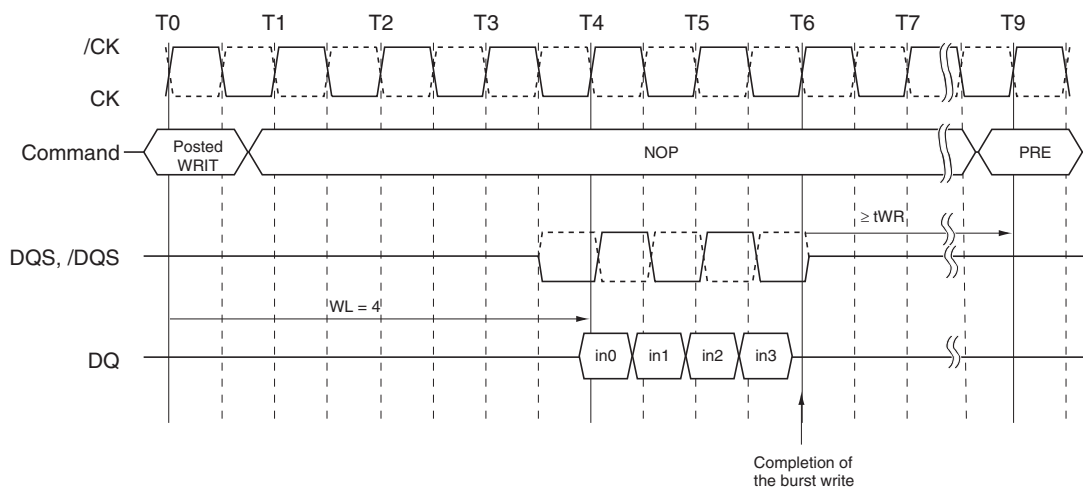 T0 T1 T2 T3 T4 T5 T6 T7 T9
/CK
CK
Command
Posted
WRIT
NOP
PRE
≥ tWR
DQS, /DQS
WL = 4
DQ
in0 in1 in2 in3
Completion of
the burst write